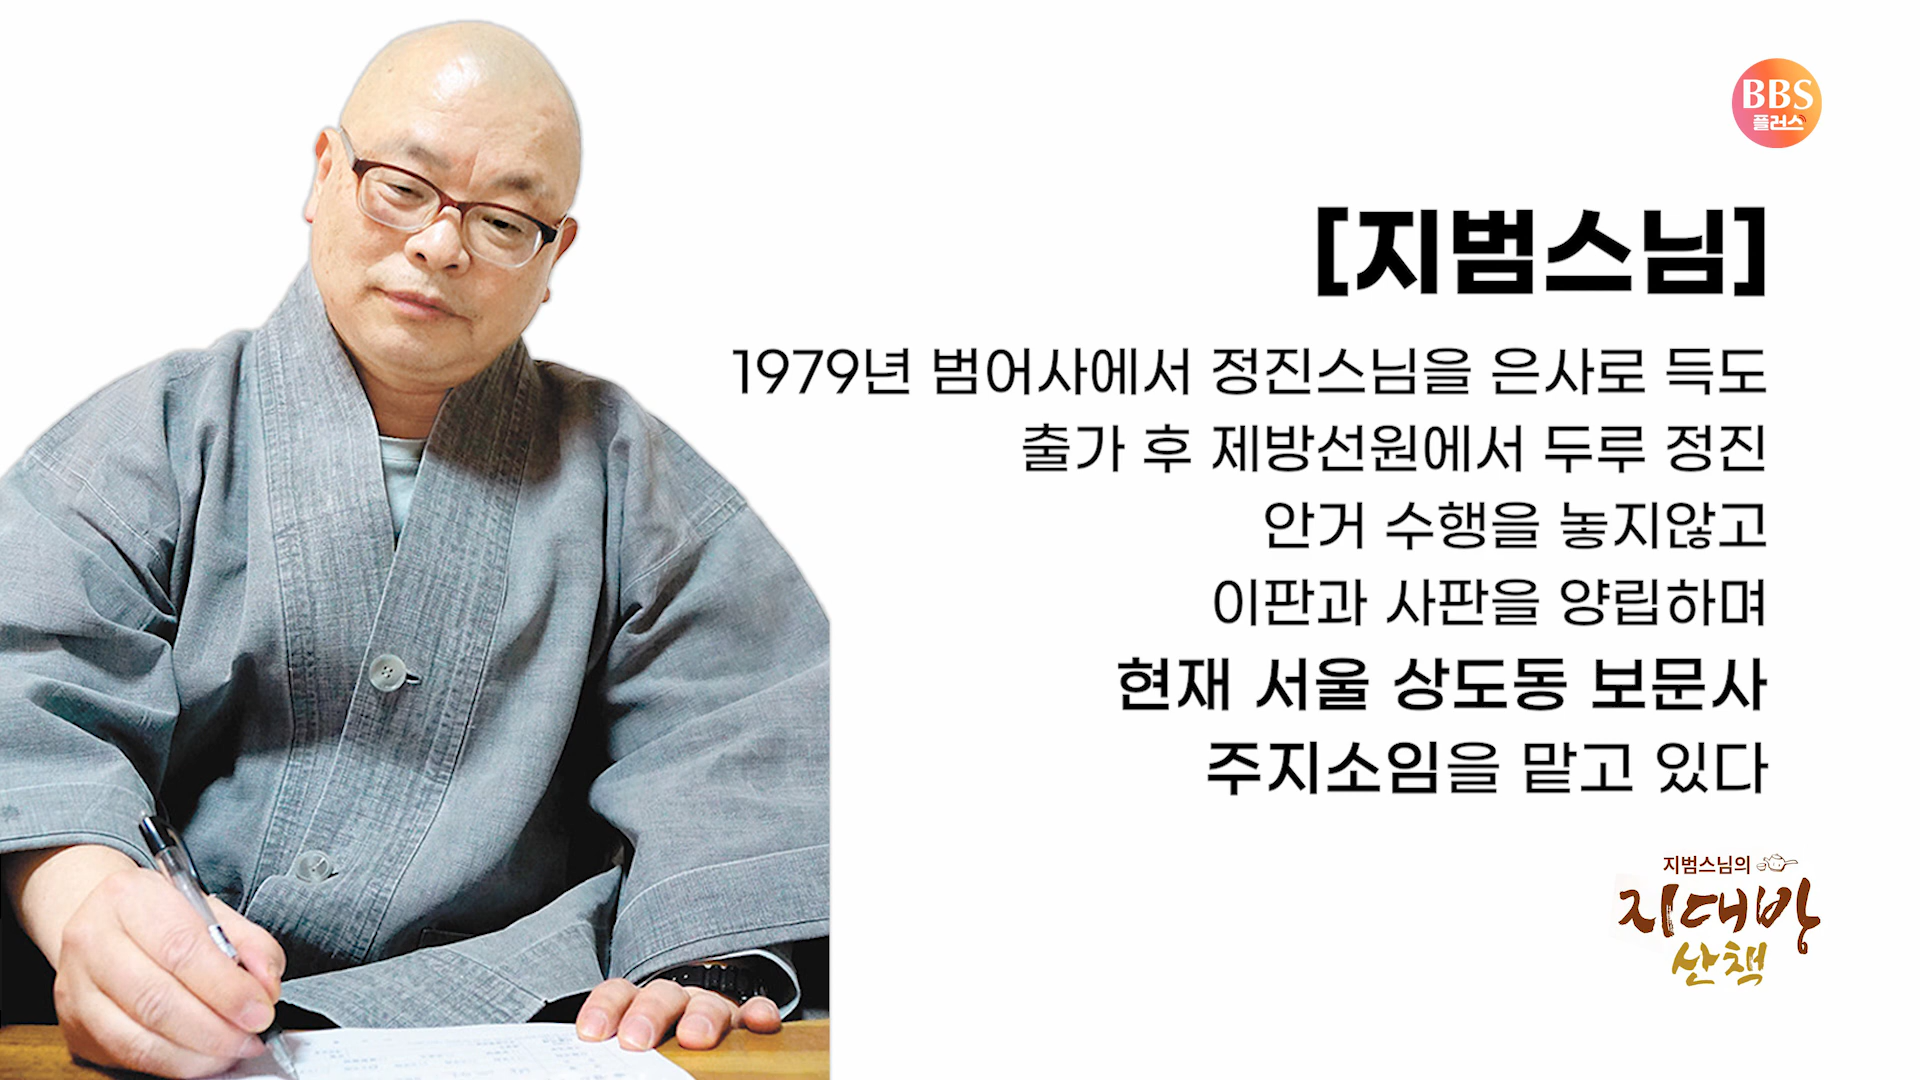 BBS
플러스
[지범스님]
1979년 범어사에서 정진스님을 은사로 득도
출가 후 제방선원에서 두루 정진
안거 수행을 놓지않고
이판과 사판을 양립하며
현재 서울 상도동 보문사
주지소임을 맡고 있다
지범스님의
지대방
산책